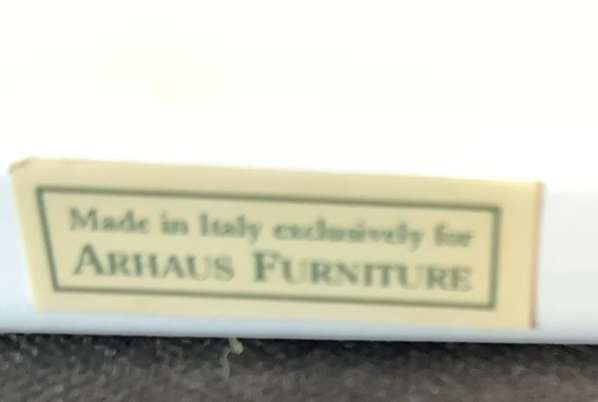 Made in Italy exclusively for
ARHAUS FURNITURE